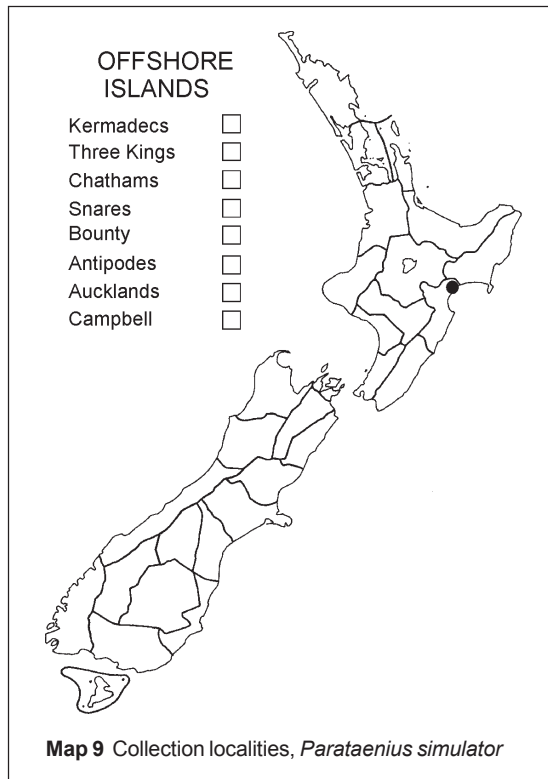 OFFSHORE
ISLANDS
Kermadecs
Three Kings
Chathams
Snares
Bounty
Antipodes
Aucklands
Campbell
Map 9 Collection localities, Parataenius simulator